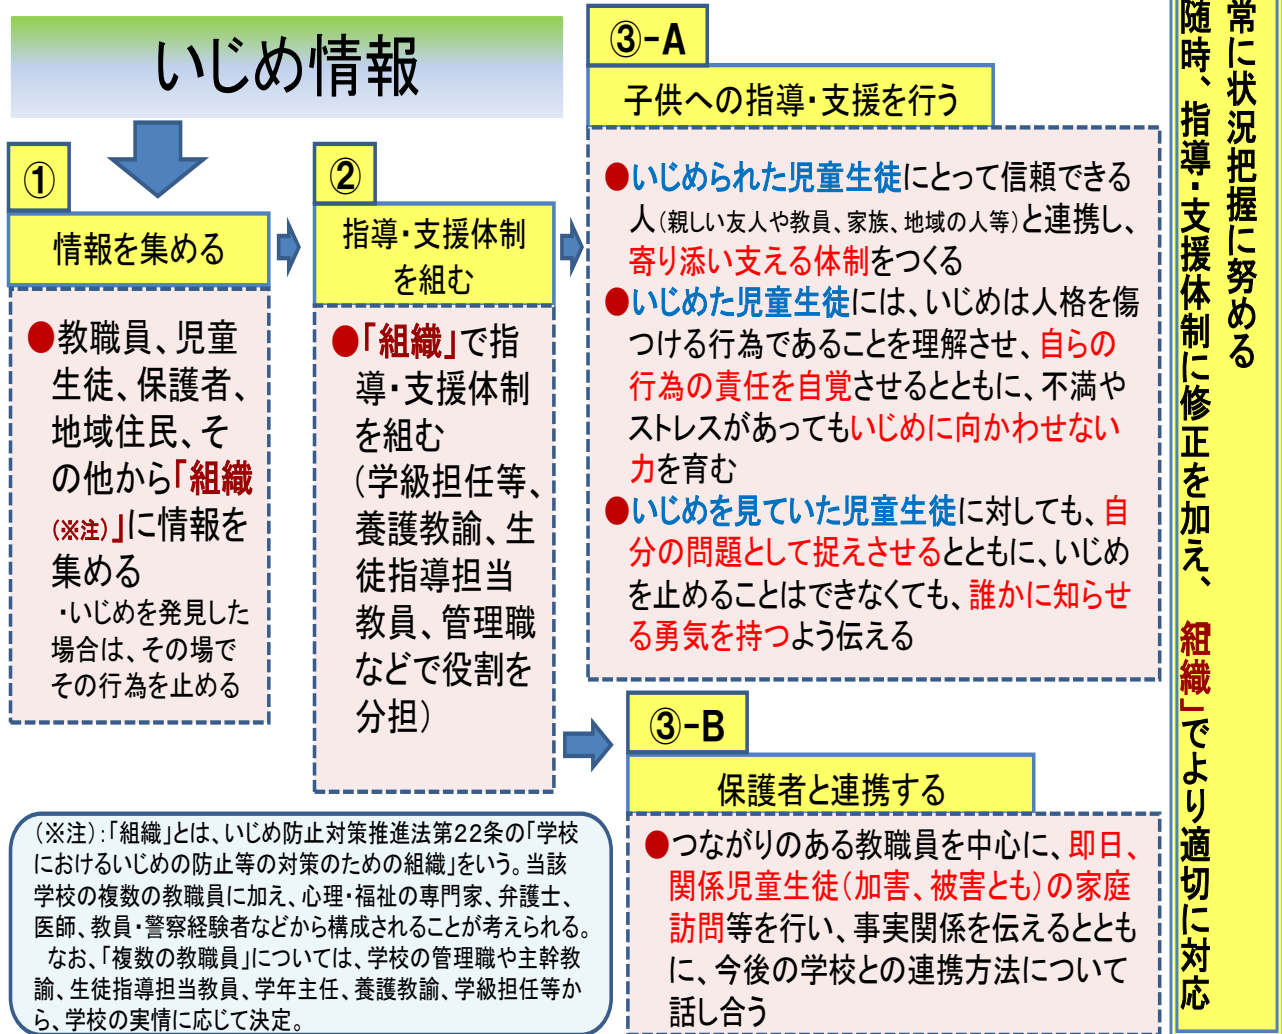 いじめ情報
①
情報を集める
●教職員、児童
生徒、保護者、
地域住民、そ
の他から「組織
(※注)」に情報を
集める
・いじめを発見した
場合は、その場で
その行為を止める
②
指導・支援体制
を組む
●「組織」で指
導・支援体制
を組む
(学級担任等、
養護教諭、生
徒指導担当
教員、管理職
などで役割を
分担)
③-A
子供への指導・支援を行う
●いじめられた児童生徒にとって信頼できる
人(親しい友人や教員、家族、地域の人等)と連携し、
寄り添い支える体制をつくる
●いじめた児童生徒には、いじめは人格を傷
つける行為であることを理解させ、自らの
行為の責任を自覚させるとともに、不満や
ストレスがあってもいじめに向かわせない
力を育む
●いじめを見ていた児童生徒に対しても、自
分の問題として捉えさせるとともに、いじめ
を止めることはできなくても、誰かに知らせ
る勇気を持つよう伝える
③-B
保護者と連携する
●つながりのある教職員を中心に、即日、
関係児童生徒(加害、被害とも)の家庭
訪問等を行い、事実関係を伝えるととも
に、今後の学校との連携方法について
話し合う
(※注):「組織」とは、いじめ防止対策推進法第22条の「学校
におけるいじめの防止等の対策のための組織」をいう。当該
学校の複数の教職員に加え、心理・福祉の専門家、弁護士、
医師、教員・警察経験者などから構成されることが考えられる。
なお、「複数の教職員」については、学校の管理職や主幹教
諭、生徒指導担当教員、学年主任、養護教諭、学級担任等か
ら、学校の実情に応じて決定。
常に状況把握に努める
随時、指導・支援体制に修正を加え、「組織」でより適切に対応